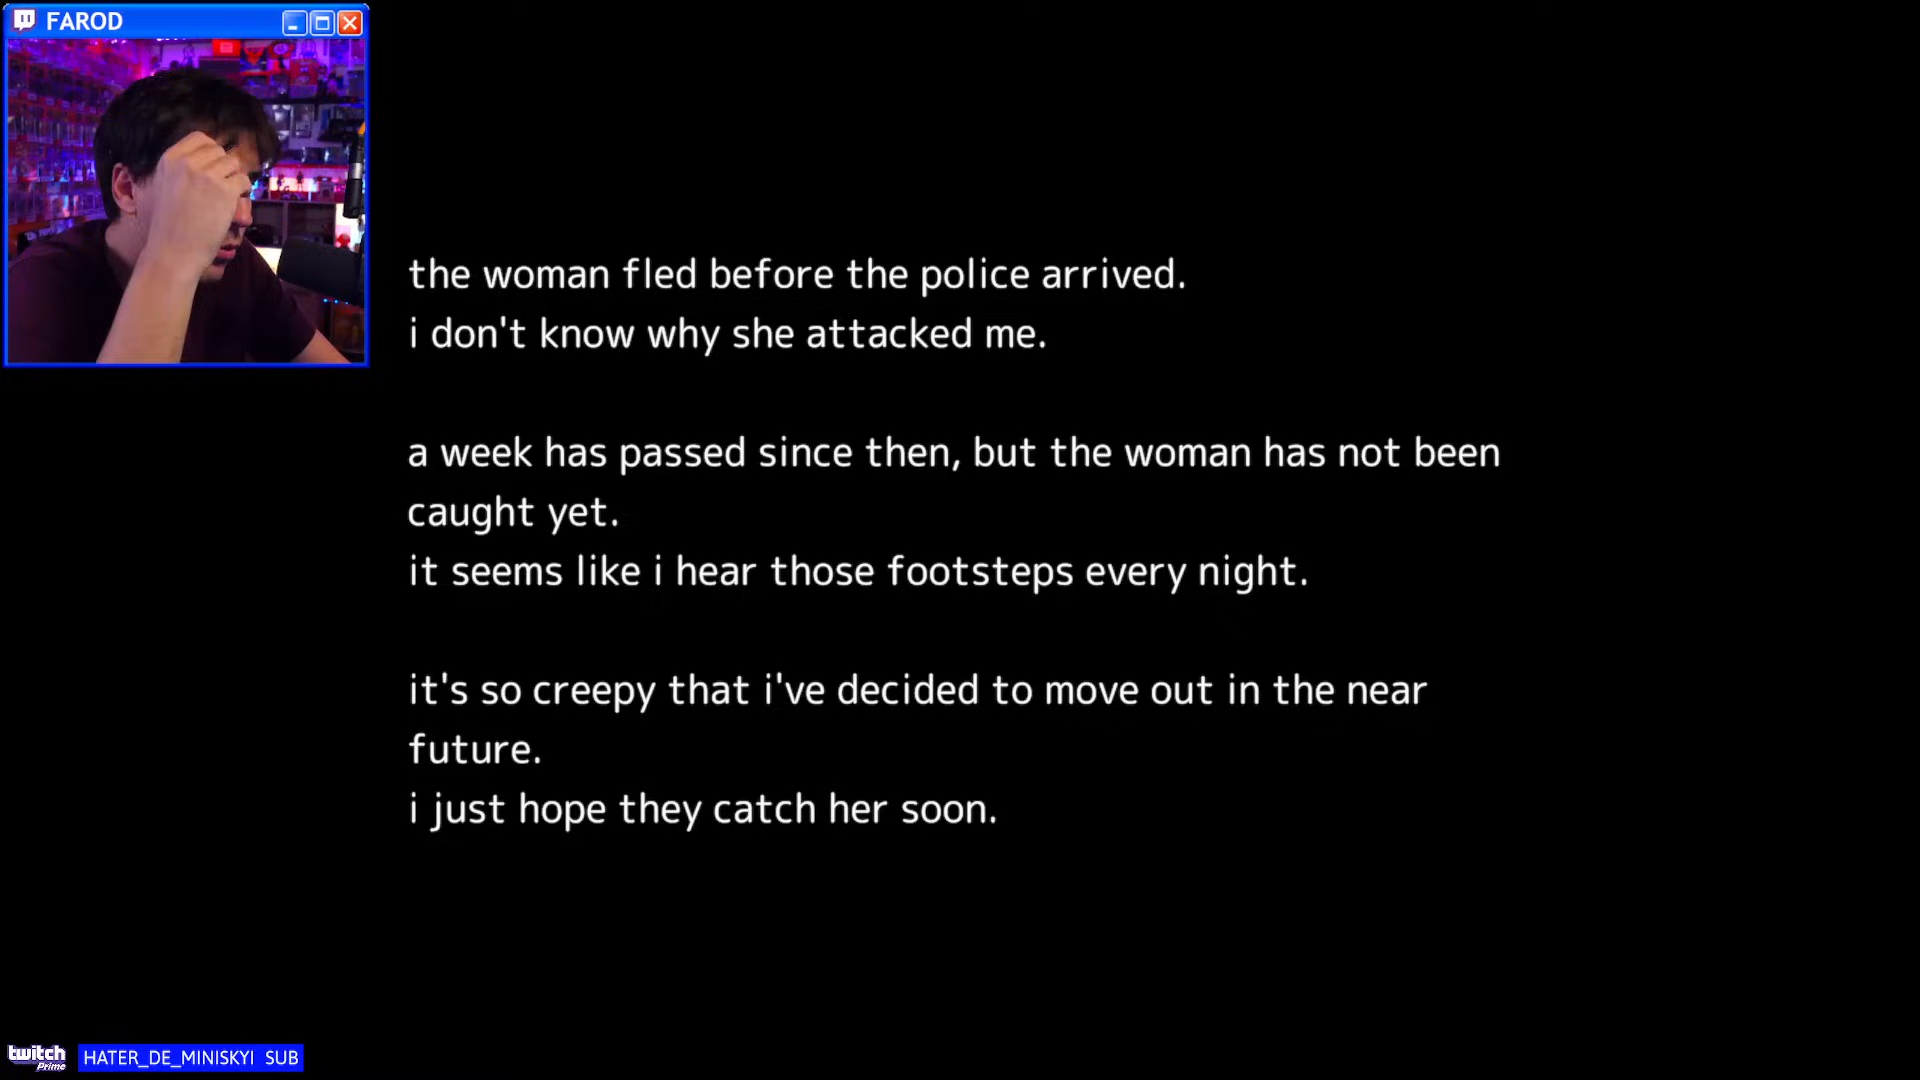 FAROD
the woman fled before the police arrived.
i don't know why she attacked me.
a week has passed since then, but the woman has not been
caught yet.
it seems like i hear those footsteps every night.
it's so creepy that i've decided to move out in the near
future.
i just hope they catch her soon.
twitch
Prime
HATER_DE_MINISKYI SUB